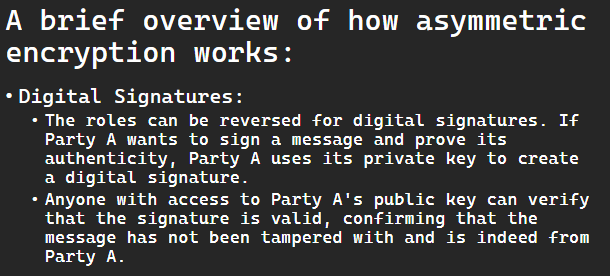 A brief overview of how asymmetric
encryption works:
• Digital Signatures:
• The roles can be reversed for digital signatures. If
Party A wants to sign a message and prove its
authenticity, Party A uses its private key to create
a digital signature.
• Anyone with access to Party A's public key can verify
that the signature is valid, confirming that the
message has not been tampered with and is indeed from
Party A.